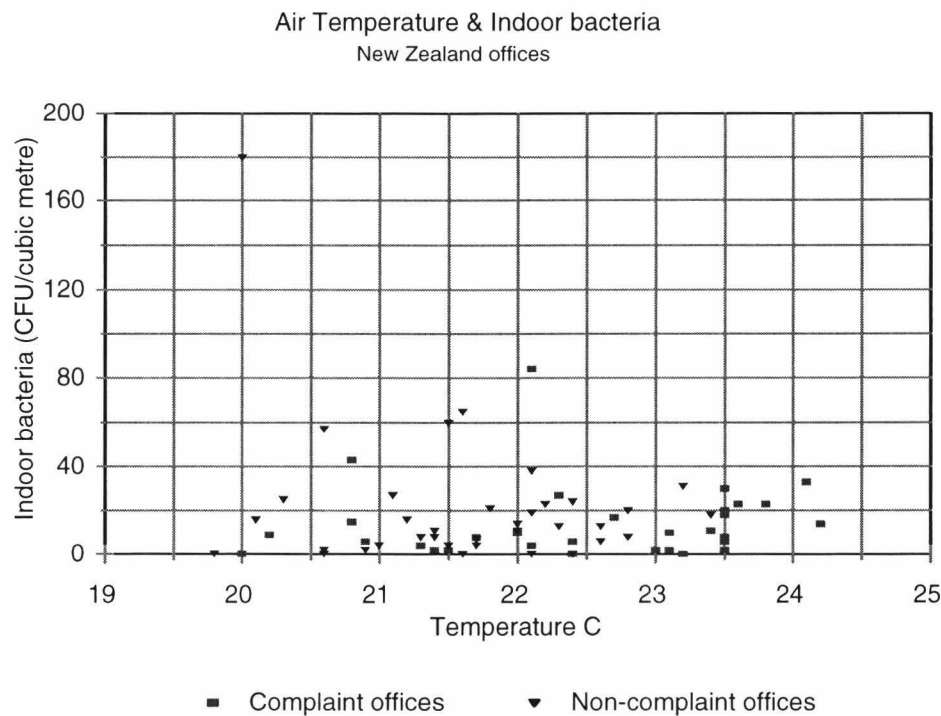 Air Temperature & Indoor bacteria
New Zealand offices
Indoor bacteria (CFU/cubic metre)
200
160
120
80
40
0
19 20 21 22 23 24 25
Temperature C
Complaint offices Non-complaint offices